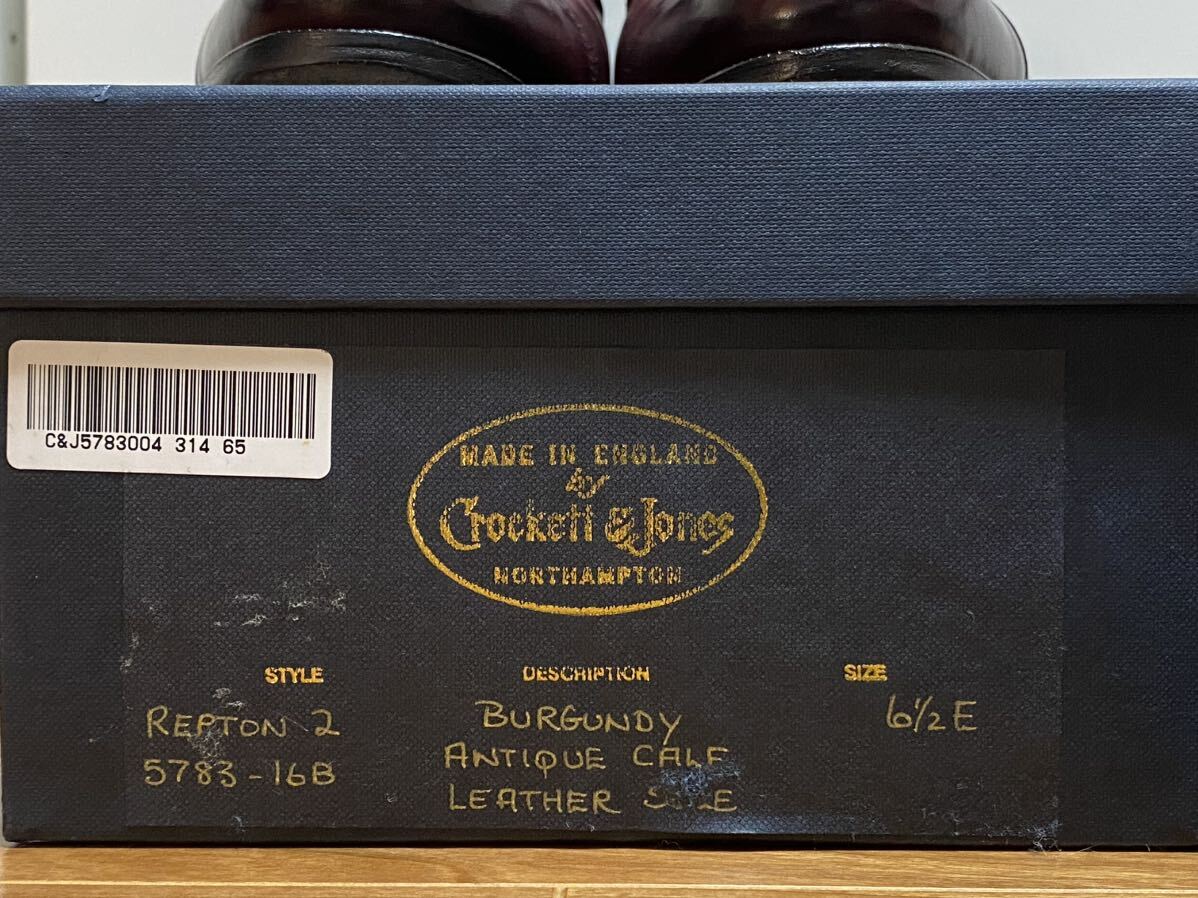 C&J5783004 314 65
MADE IN ENGLAND
by
Crockett & Jones
NORTHAMPTON
STYLE DESCRIPTION SIZE
REPTON 2 BURGUNDY 6½ E
5783-16B ANTIQUE CALF
LEATHER SOLE